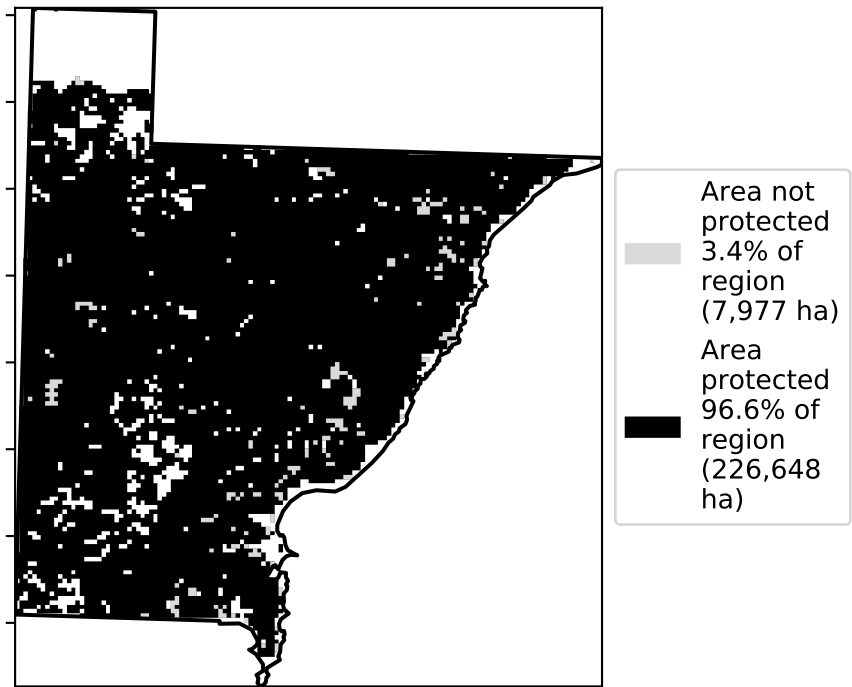 Area not
protected
3.4% of
region
(7,977 ha)
Area
protected
96.6% of
region
(226,648
ha)